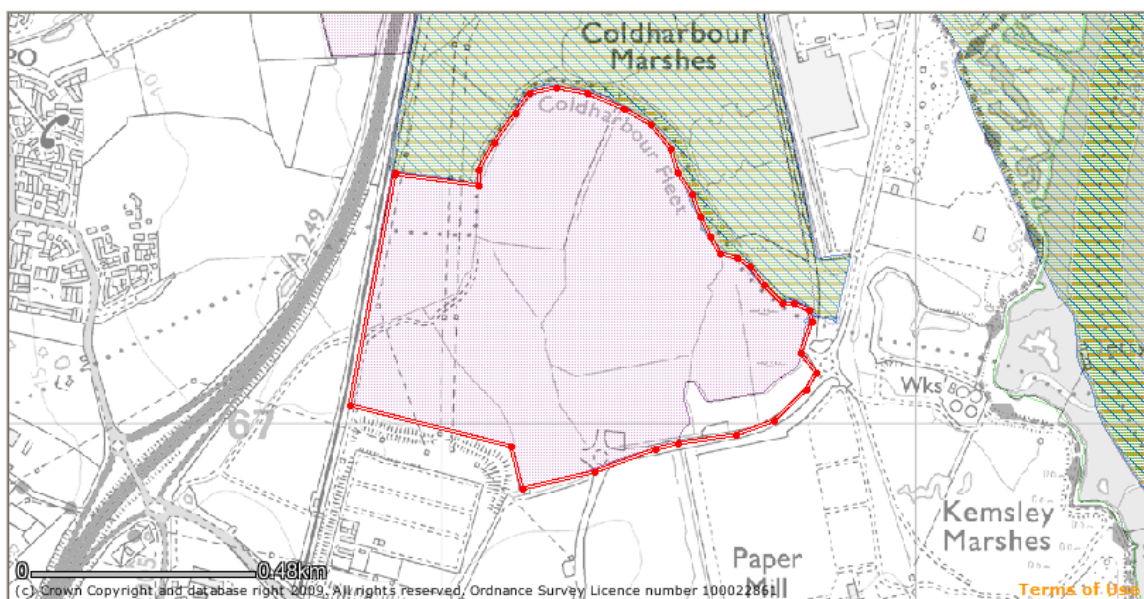 Coldharbour
Marshes
Coldharbour Fleet
A 249
67
Wks
Kemsley
Marshes
Paper
Mill
0
0.48km
(c) Crown Copyright and database right 2009. All rights reserved. Ordnance Survey Licence number 100022861
Terms of Use